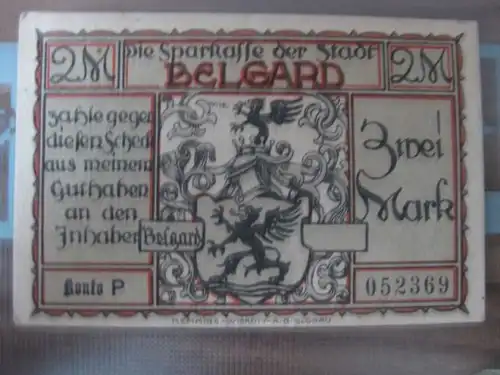 2M
Die Sparkasse der Stadt
BELGARD
2M
zahle gegen
diesen Scheck
aus meinem
Guthaben
an den
Inhaber
Belgard
Zwei
Mark
Konto P
052369